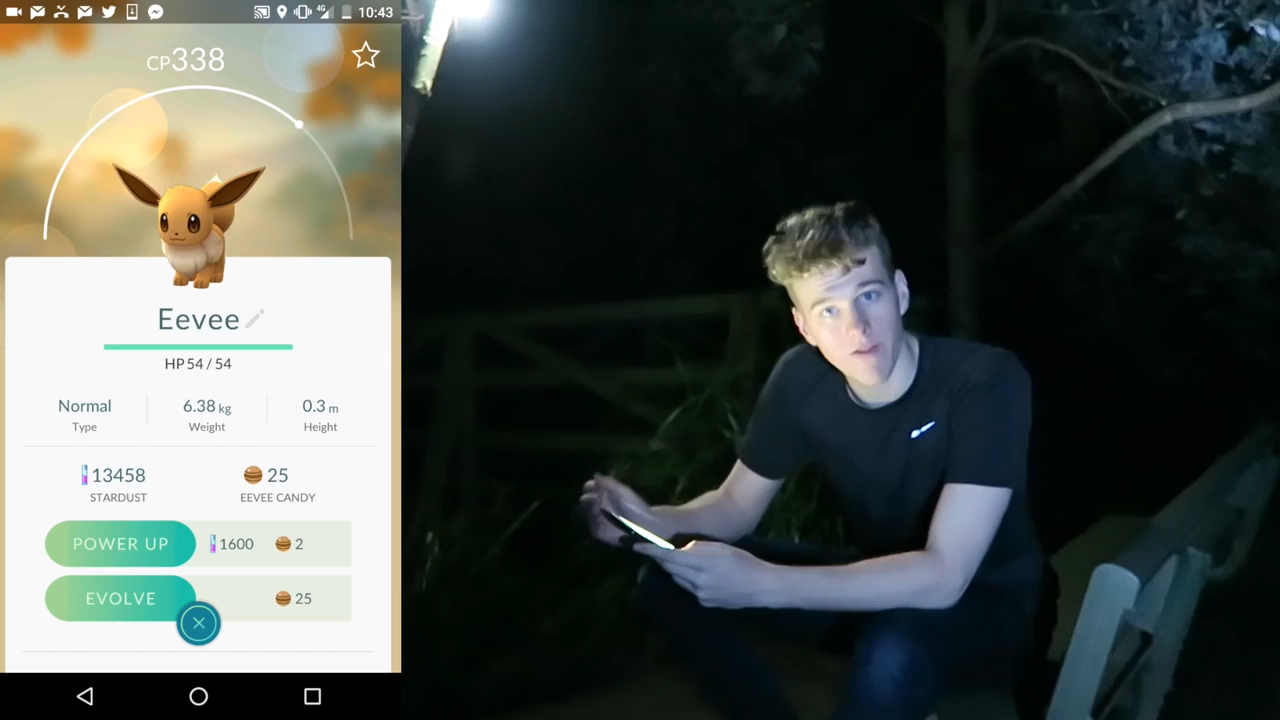 4G 10:43
CP338
Eevee
HP 54 / 54
Normal 6.38 kg 0.3 m
Type Weight Height
13458 25
STARDUST EEVEE CANDY
POWER UP 1600 2
EVOLVE 25